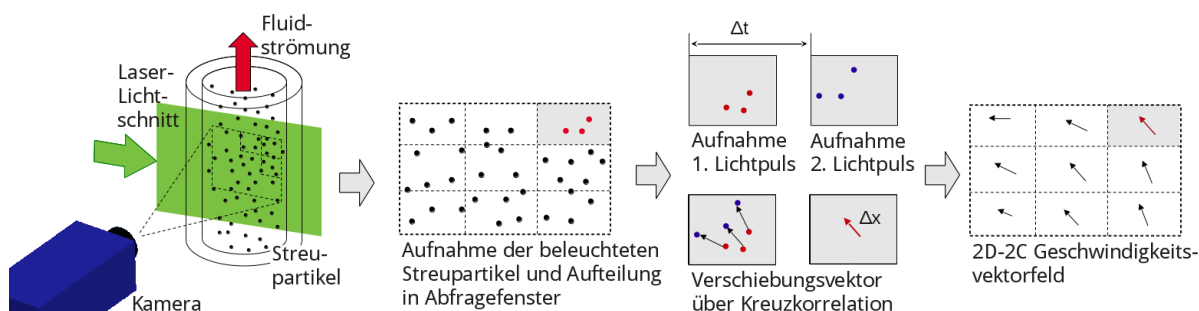 Fluid-
strömung
Laser-
Licht-
schnitt
Streu-
partikel
Kamera
Aufnahme der beleuchteten
Streupartikel und Aufteilung
in Abfragefenster
Δt
Aufnahme
1. Lichtpuls
Aufnahme
2. Lichtpuls
Δx
Verschiebungsvektor
über Kreuzkorrelation
2D-2C Geschwindigkeits-
vektorfeld